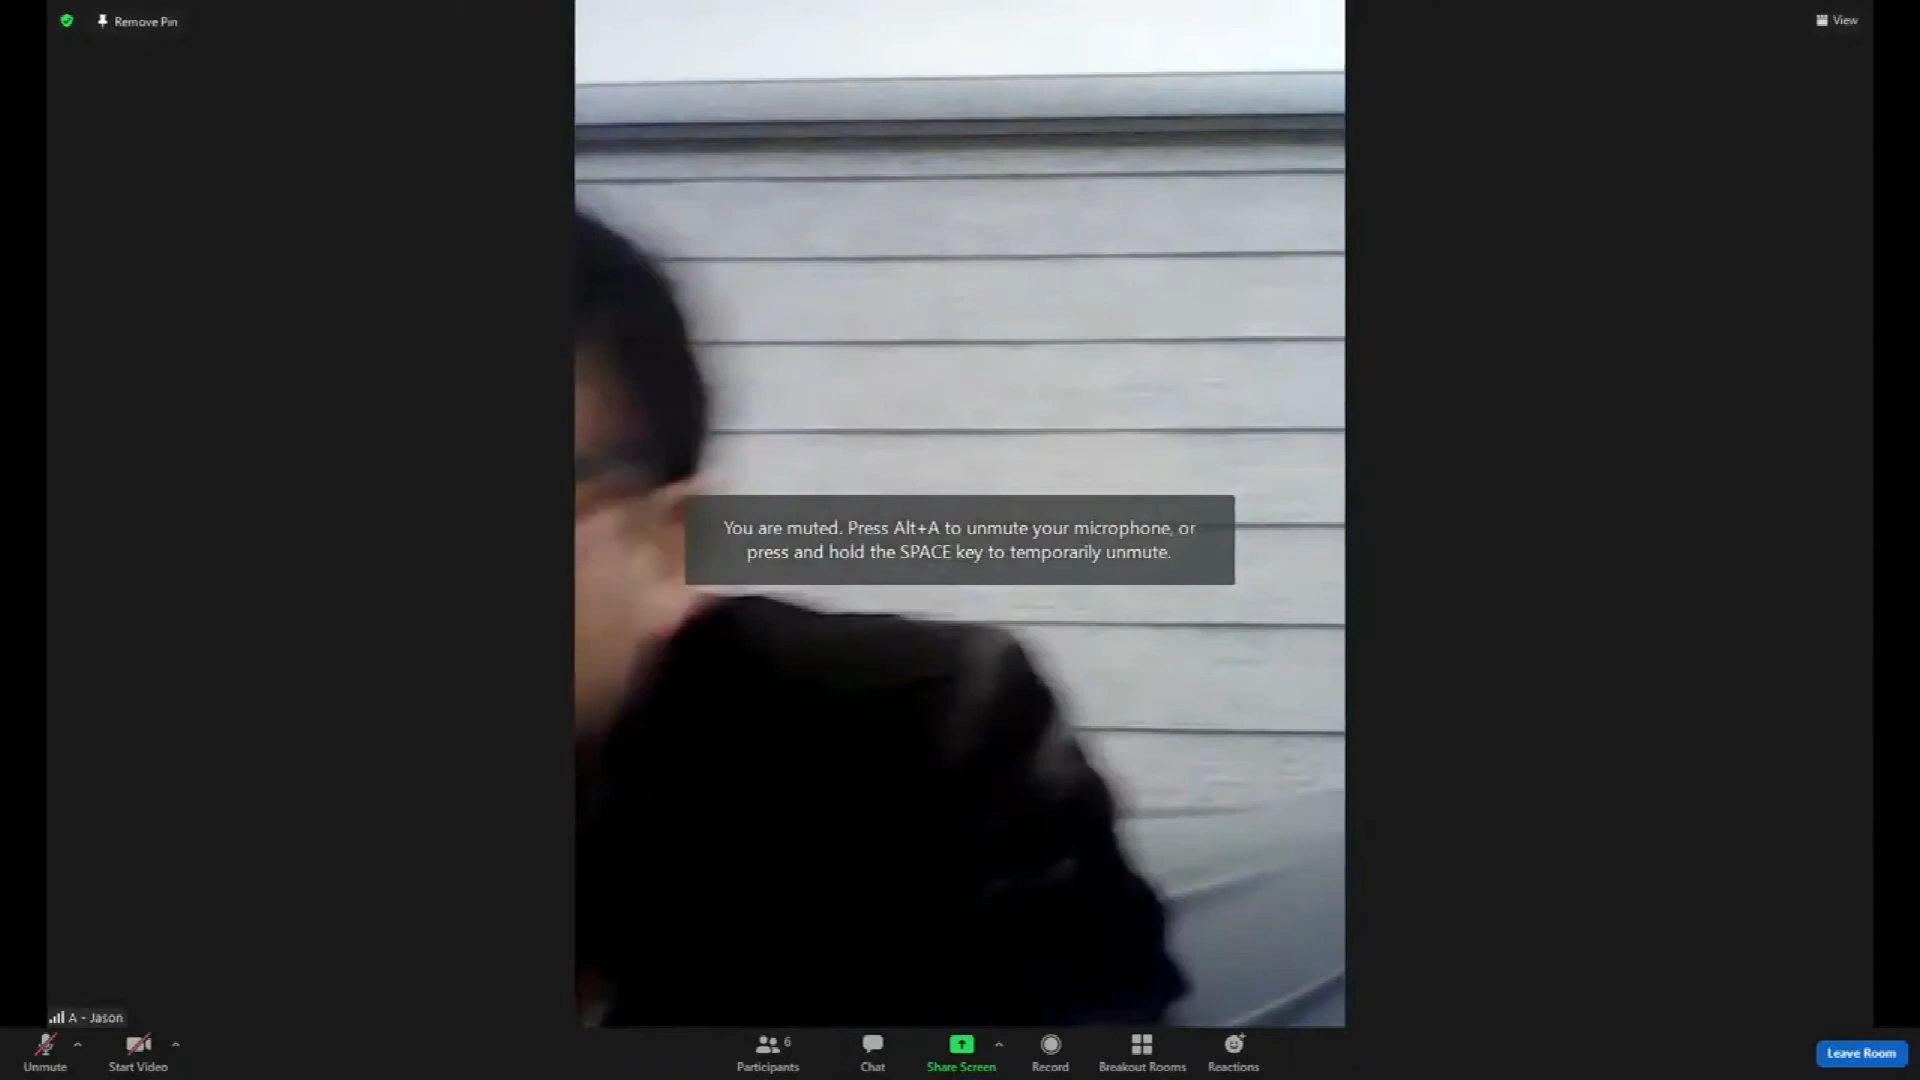 Remove Pin
View
You are muted. Press Alt+A to unmute your microphone, or
press and hold the SPACE key to temporarily unmute.
A - Jason
6
Unmute
Start Video
Participants
Chat
Share Screen
Record
Breakout Rooms
Reactions
Leave Room